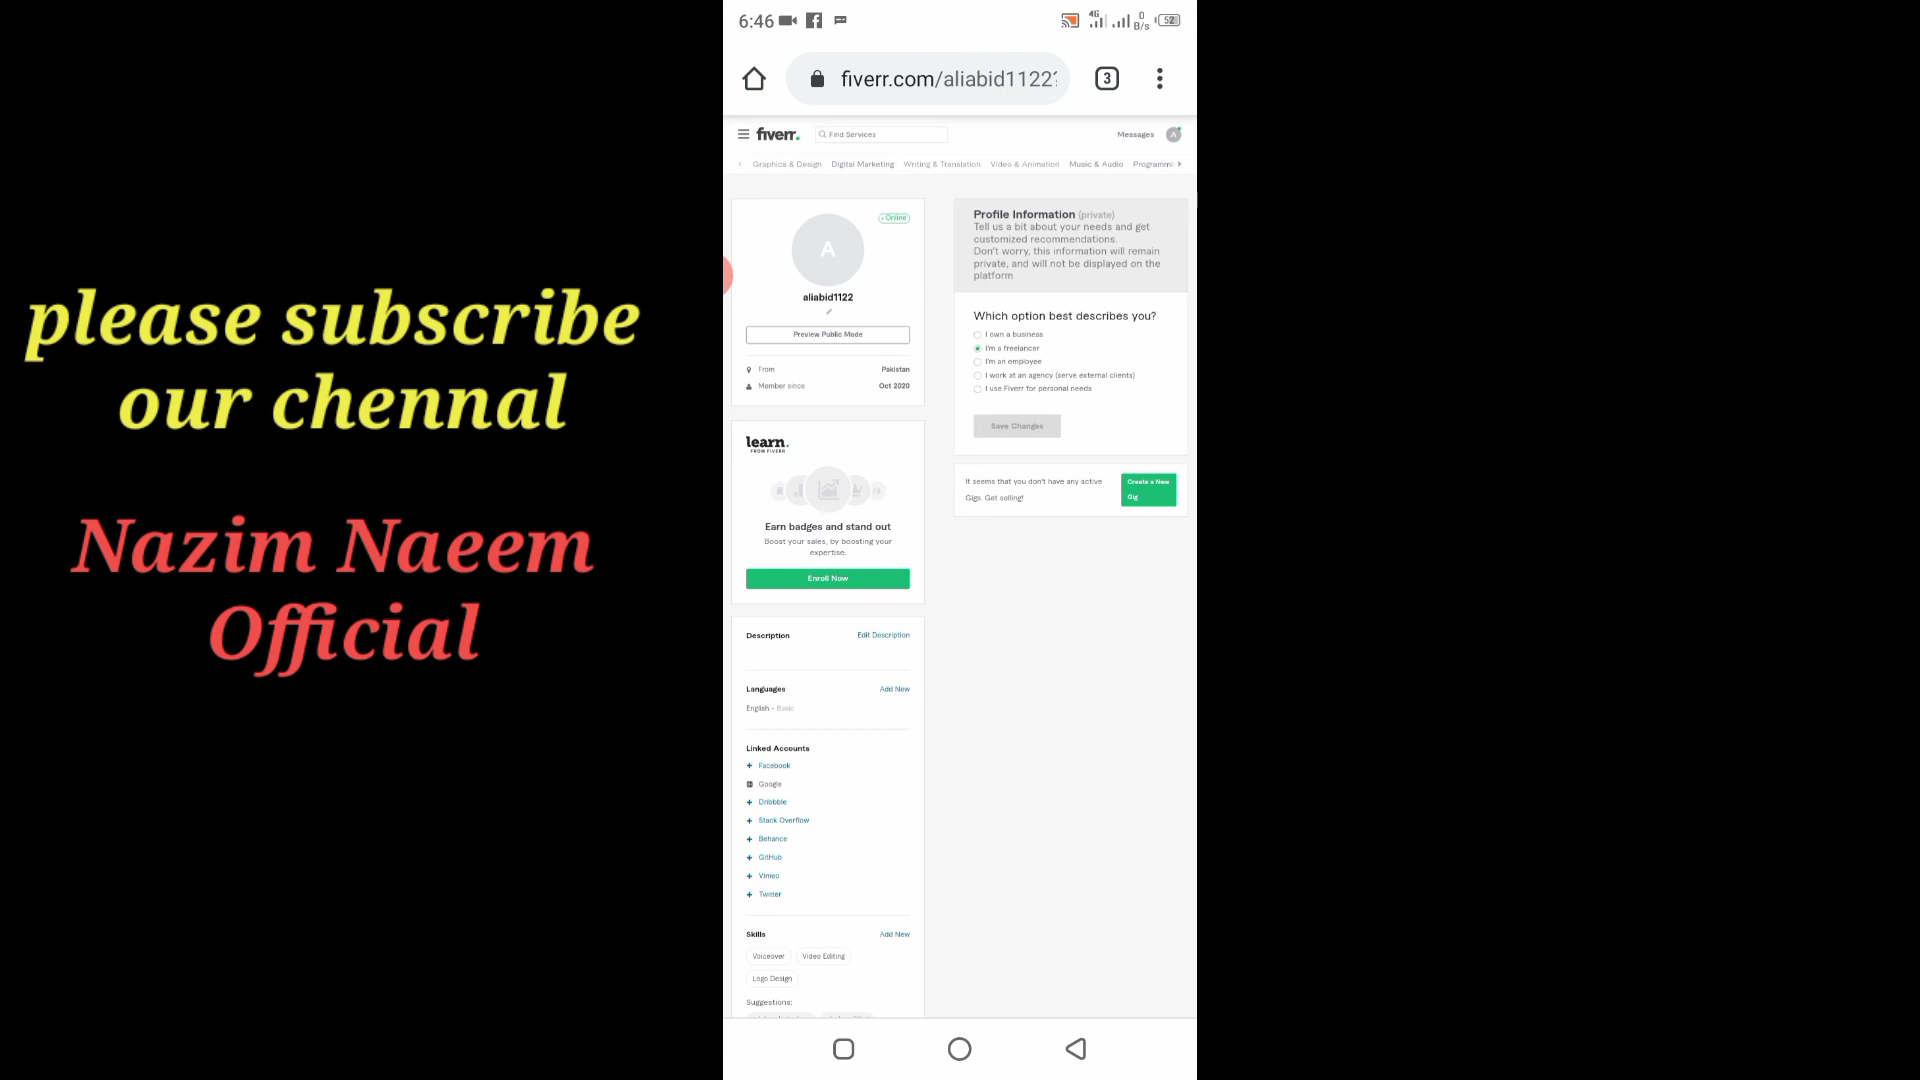 please subscribe
our chennal
Nazim Naeem
Official
6:46
4G
0
B/s
52
fiverr.com/aliabid1122?
3
fiverr.
Find Services
Messages
A
Graphics & Design Digital Marketing Writing & Translation Video & Animation Music & Audio Programmi
Online
A
aliabid1122
Preview Public Mode
From Pakistan
Member since Oct 2020
learn.
FROM FIVERR
Earn badges and stand out
Boost your sales, by boosting your
expertise.
Enroll Now
Description Edit Description
Languages Add New
English - Basic
Linked Accounts
Facebook
Google
Dribbble
Stack Overflow
Behance
GitHub
Vimeo
Twitter
Skills Add New
Voiceover Video Editing
Logo Design
Suggestions:
Profile Information (private)
Tell us a bit about your needs and get
customized recommendations.
Don't worry, this information will remain
private, and will not be displayed on the
platform
Which option best describes you?
I own a business
I'm a freelancer
I'm an employee
I work at an agency (serve external clients)
I use Fiverr for personal needs
Save Changes
It seems that you don't have any active
Gigs. Get selling!
Create a New
Gig